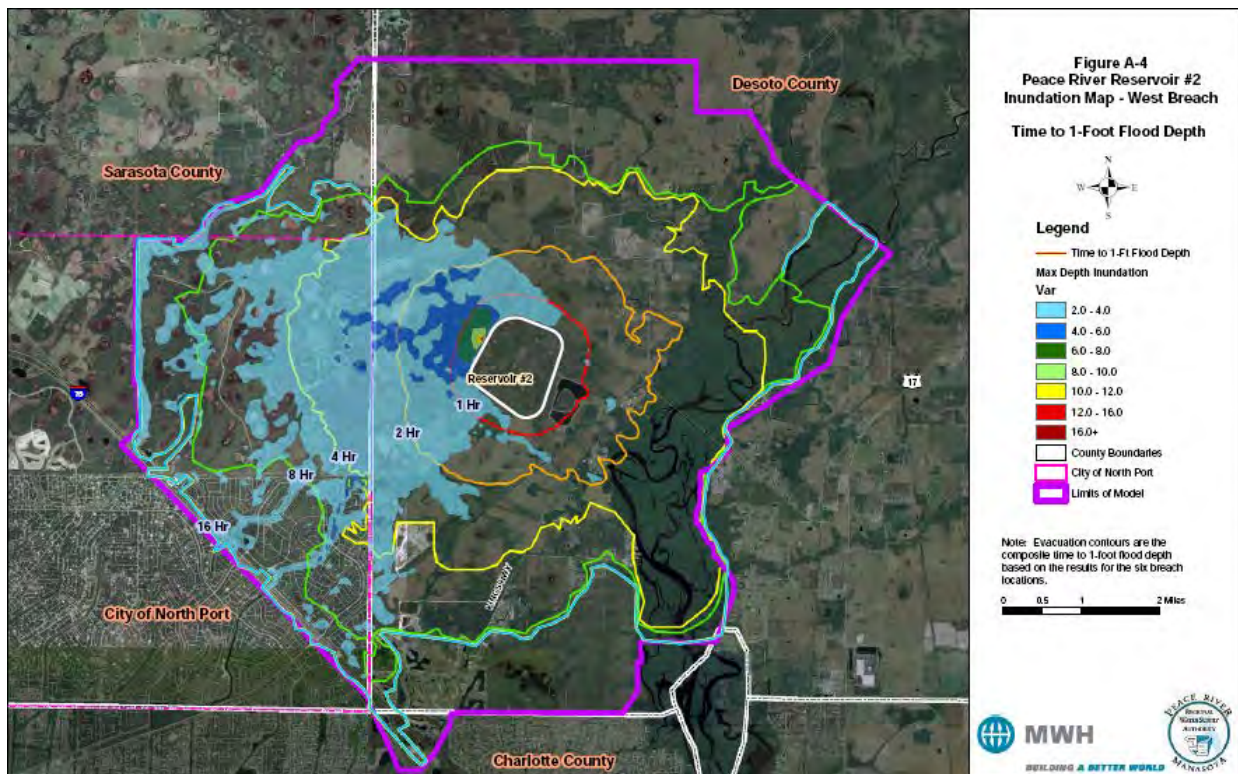 Desoto County
Sarasota County
75
17
Reservoir #2
1 Hr
2 Hr
4 Hr
8 Hr
16 Hr
City of North Port
Charlotte County
Figure A-4
Peace River Reservoir #2
Inundation Map - West Breach
Time to 1-Foot Flood Depth
N
W E
S
Legend
Time to 1-Ft Flood Depth
Max Depth Inundation
Var
2.0 - 4.0
4.0 - 6.0
6.0 - 8.0
8.0 - 10.0
10.0 - 12.0
12.0 - 16.0
16.0+
County Boundaries
City of North Port
Limits of Model
Note: Evacuation contours are the
composite time to 1-foot flood depth
based on the results for the six breach
locations.
0 0.5 1 2 Miles
MWH
BUILDING A BETTER WORLD
PEACE RIVER
REGIONAL
WATER SUPPLY
AUTHORITY
MANASOTA